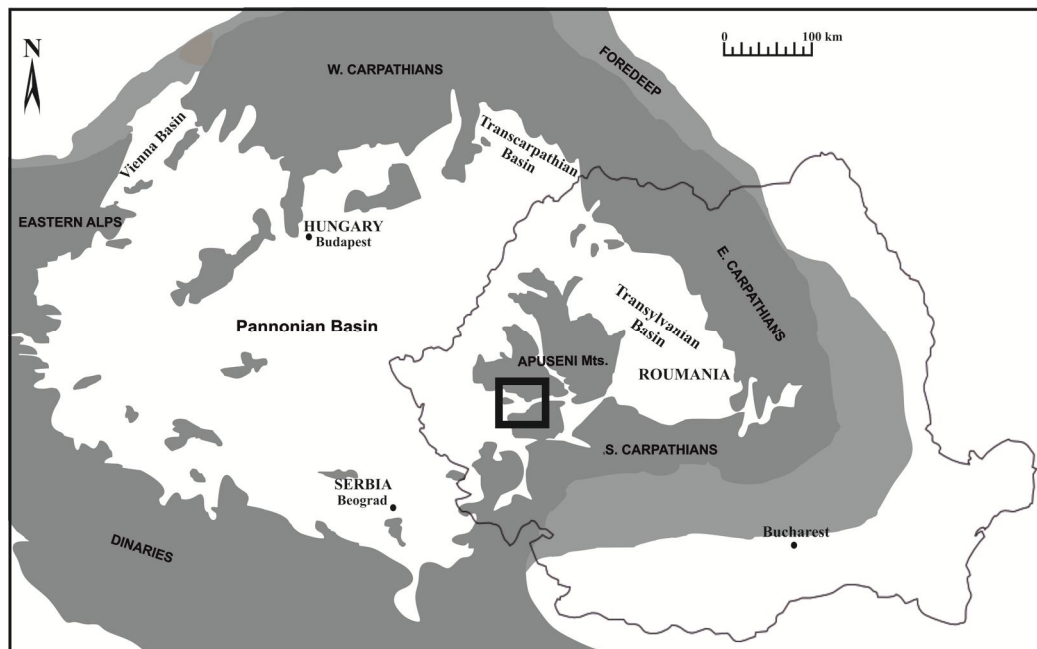 N
0 100 km
W. CARPATHIANS
FOREDEEP
Vienna Basin
Transcarpathian
Basin
EASTERN ALPS
HUNGARY
Budapest
E. CARPATHIANS
Transylvanian
Basin
Pannonian Basin
APUSENI Mts.
ROUMANIA
S. CARPATHIANS
SERBIA
Beograd
Bucharest
DINARIES